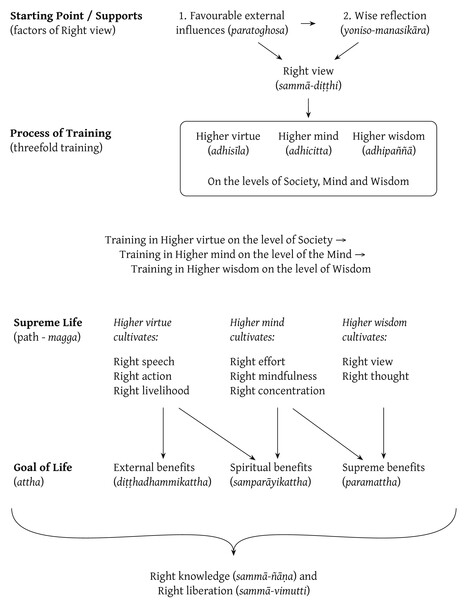 Starting Point / Supports
(factors of Right view)
1. Favourable external
influences (paratoghosa)
2. Wise reflection
(yoniso-manasikāra)
Right view
(sammā-diṭṭhi)
Process of Training
(threefold training)
Higher virtue
(adhisīla)
Higher mind
(adhicitta)
Higher wisdom
(adhipaññā)
On the levels of Society, Mind and Wisdom
Training in Higher virtue on the level of Society →
Training in Higher mind on the level of the Mind →
Training in Higher wisdom on the level of Wisdom
Supreme Life
(path - magga)
Higher virtue
cultivates:
Right speech
Right action
Right livelihood
Higher mind
cultivates:
Right effort
Right mindfulness
Right concentration
Higher wisdom
cultivates:
Right view
Right thought
Goal of Life
(attha)
External benefits
(diṭṭhadhammikattha)
Spiritual benefits
(samparāyikattha)
Supreme benefits
(paramattha)
Right knowledge (sammā-ñāṇa) and
Right liberation (sammā-vimutti)